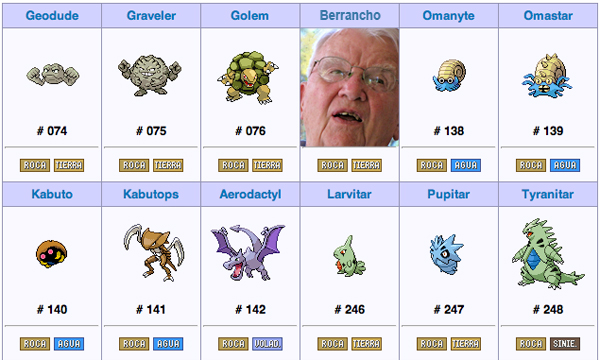 Geodude Graveler Golem Berrancho Omanyte Omastar
# 074 # 075 # 076 # 138 # 139
ROCA TIERRA ROCA TIERRA ROCA TIERRA ROCA TIERRA ROCA AGUA ROCA AGUA
Kabuto Kabutops Aerodactyl Larvitar Pupitar Tyranitar
# 140 # 141 # 142 # 246 # 247 # 248
ROCA AGUA ROCA AGUA ROCA VOLAD. ROCA TIERRA ROCA TIERRA ROCA SINIE.